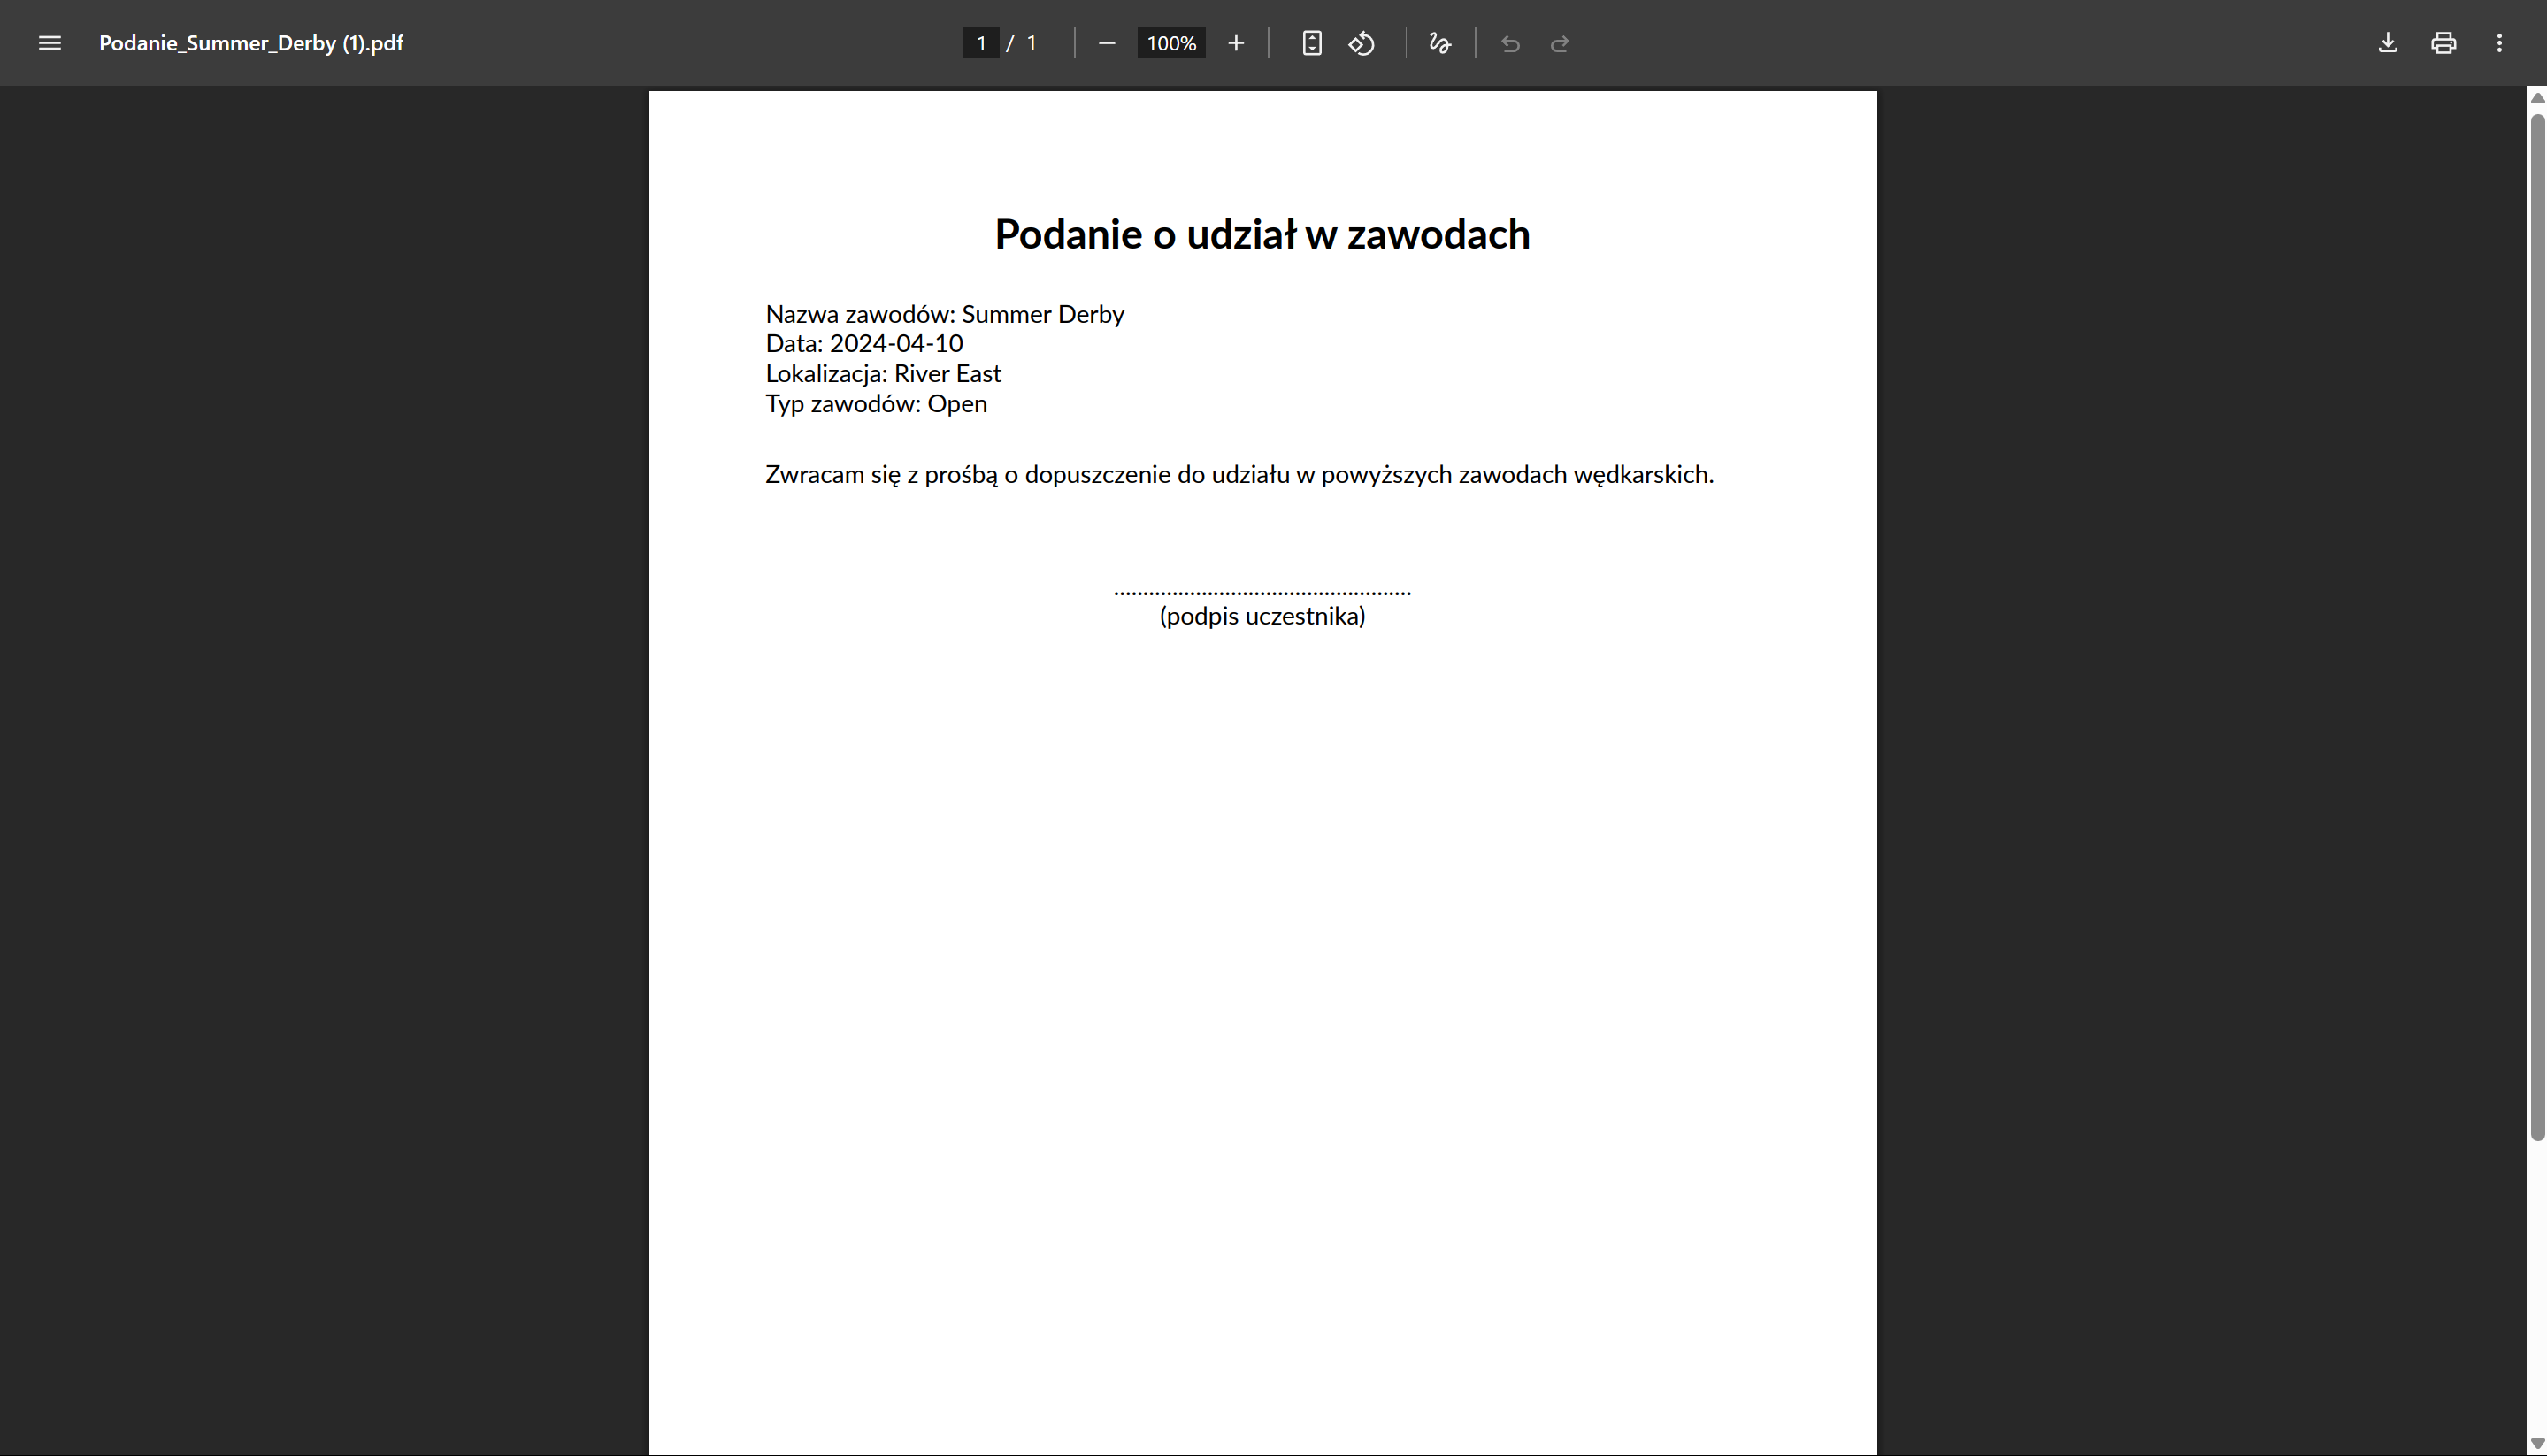 Podanie_Summer_Derby (1).pdf
1 / 1
100%
Podanie o udział w zawodach
Nazwa zawodów: Summer Derby
Data: 2024-04-10
Lokalizacja: River East
Typ zawodów: Open
Zwracam się z prośbą o dopuszczenie do udziału w powyższych zawodach wędkarskich.
...................................................
(podpis uczestnika)